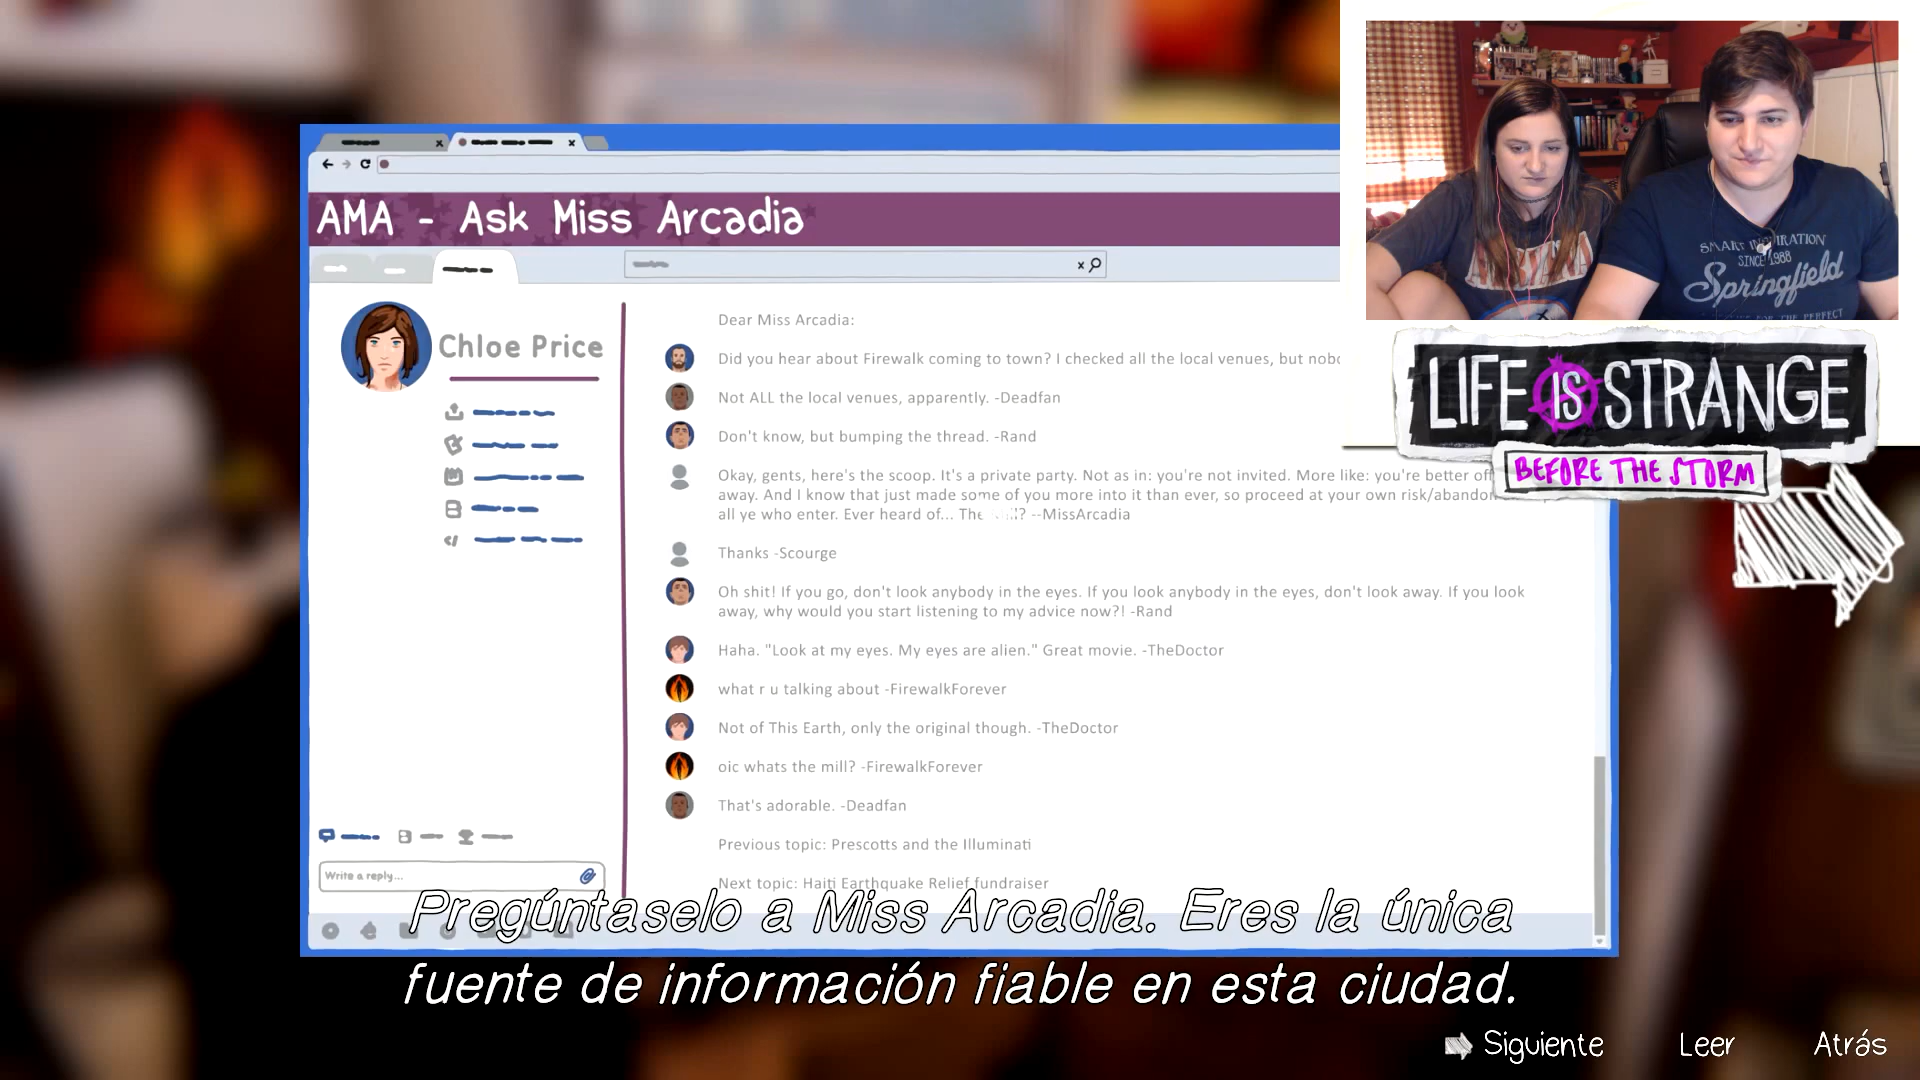 AMA - Ask Miss Arcadia
Chloe Price
Dear Miss Arcadia:
Did you hear about Firewalk coming to town? I checked all the local venues, but
Not ALL the local venues, apparently. -Deadfan
Don't know, but bumping the thread. -Rand
Okay, gents, here's the scoop. It's a private party. Not as in: you're not invited. More like: you're better off
away. And I know that just made some of you more into it than ever, so proceed at your own risk/abandon
all ye who enter. Ever heard of... The --MissArcadia
Thanks -Scourge
Oh shit! If you go, don't look anybody in the eyes. If you look anybody in the eyes, don't look away. If you look
away, why would you start listening to my advice now?! -Rand
Haha. "Look at my eyes. My eyes are alien." Great movie. -TheDoctor
what r u talking about -FirewalkForever
Not of This Earth, only the original though. -TheDoctor
oic whats the mill? -FirewalkForever
That's adorable. -Deadfan
Previous topic: Prescotts and the Illuminati
Next topic: Haiti Earthquake Relief fundraiser
Write a reply...
Pregúntaselo a Miss Arcadia. Eres la única
fuente de información fiable en esta ciudad.
Siguiente Leer Atrás
SMART INSPIRATION
SINCE 1988
Springfield
LIFE IS STRANGE
BEFORE THE STORM